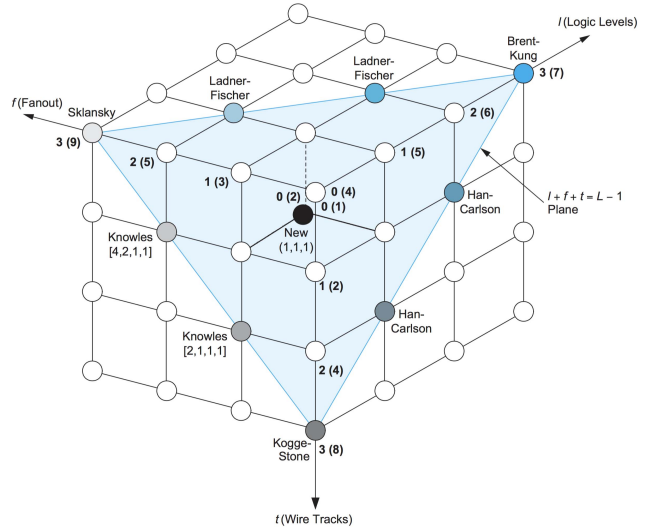 l (Logic Levels)
Brent-
Kung
3 (7)
Ladner-
Fischer
Ladner-
Fischer
f (Fanout)
Sklansky
3 (9)
2 (6)
2 (5)
1 (5)
1 (3)
0 (4)
0 (2)
0 (1)
Han-
Carlson
l + f + t = L – 1
Plane
New
(1,1,1)
Knowles
[4,2,1,1]
1 (2)
Han-
Carlson
Knowles
[2,1,1,1]
2 (4)
Kogge-
Stone
3 (8)
t (Wire Tracks)